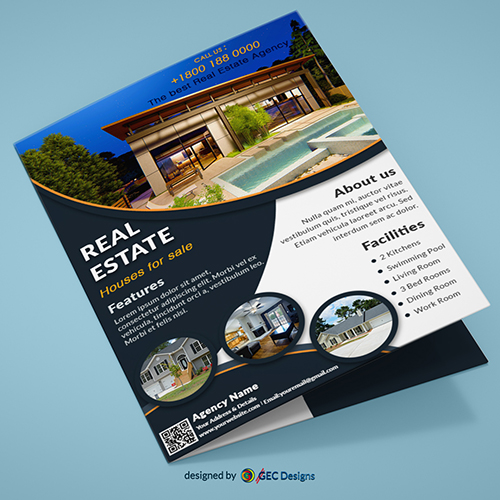 CALL US :
+1800 188 0000
The best Real Estate Agency
REAL
ESTATE
Houses for sale
Features
Lorem ipsum dolor sit amet,
consectetur adipiscing elit. Morbi vel ex
vehicula, tincidunt orci a, vestibulum leo.
Morbi et felis nisi.
About us
Nulla quam mi, auctor vitae
vestibulum quis, tristique vel risus.
Etiam vehicula laoreet arcu. Sed
interdum sem ac dolor.
Facilities
• 2 Kitchens
• Swimming Pool
• Living Room
• 3 Bed Rooms
• Dining Room
• Work Room
Agency Name
Your Address & Details
www.yourwebsite.com | Email:youremail@gmail.com
designed by GEC Designs